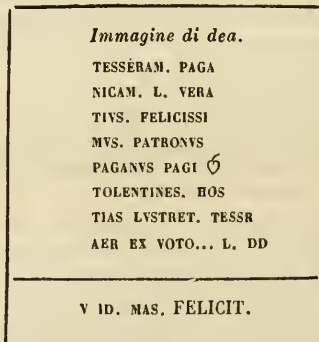 Immagine di dea.
TESSERAM. PAGA
NICAM. L. VERA
TIVS. FELICISSI
MVS. PATRONVS
PAGANVS PAGI
TOLENTINES. HOS
TIAS LVSTRET. TESSR
AER EX VOTO... L. DD
V ID. MAS. FELICIT.